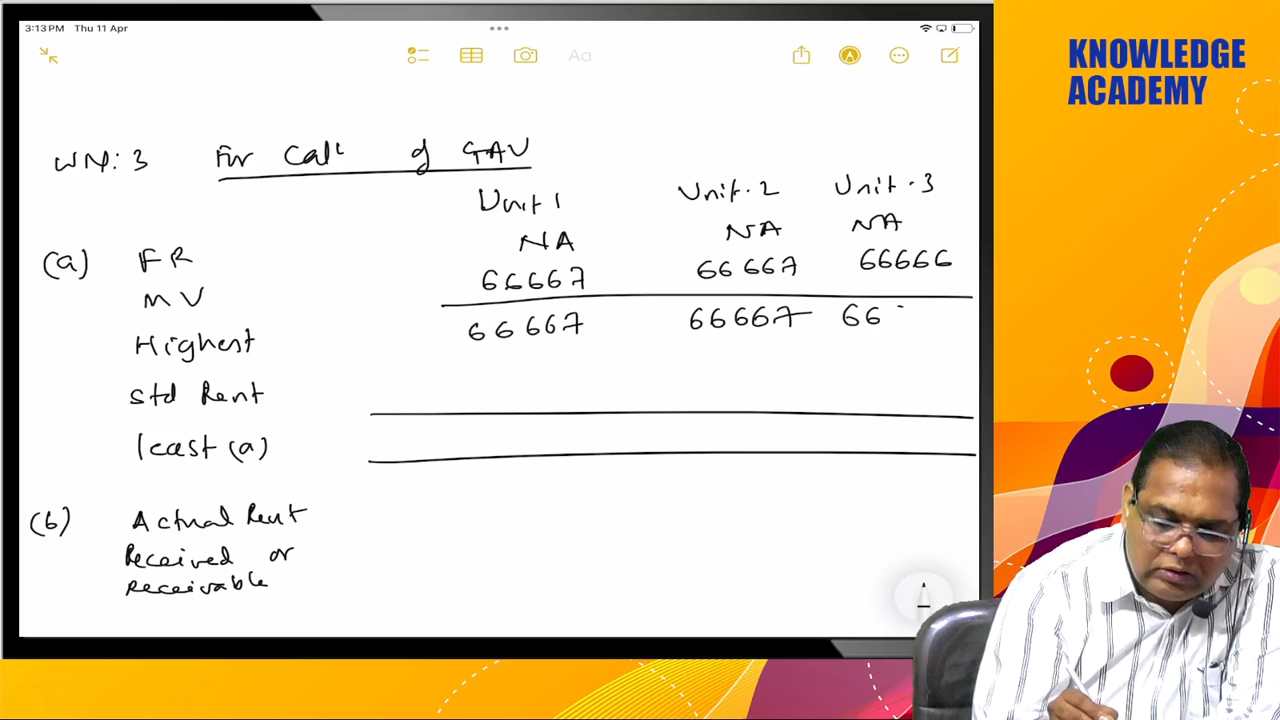 3:13 PM Thu 11 Apr
Aa
KNOWLEDGE
ACADEMY
WN: 3 For Calc of GAV
Unit 1 Unit-2 Unit-3
(a) FR NA NA NA
MV 66667 66667 66666
Highest 66667 66667 66
Std Rent
least (a)
(b) Actual Rent
Received or
receivable